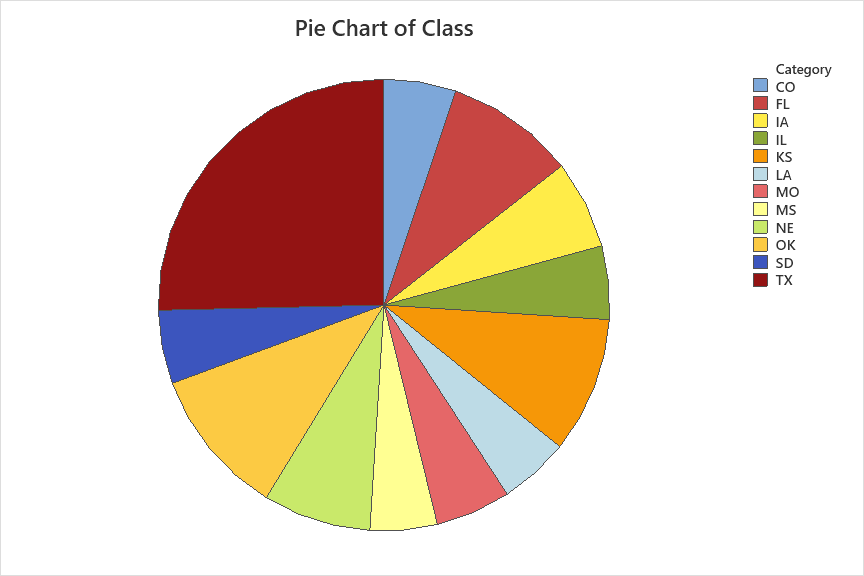 Pie Chart of Class
Category
CO
FL
IA
IL
KS
LA
MO
MS
NE
OK
SD
TX